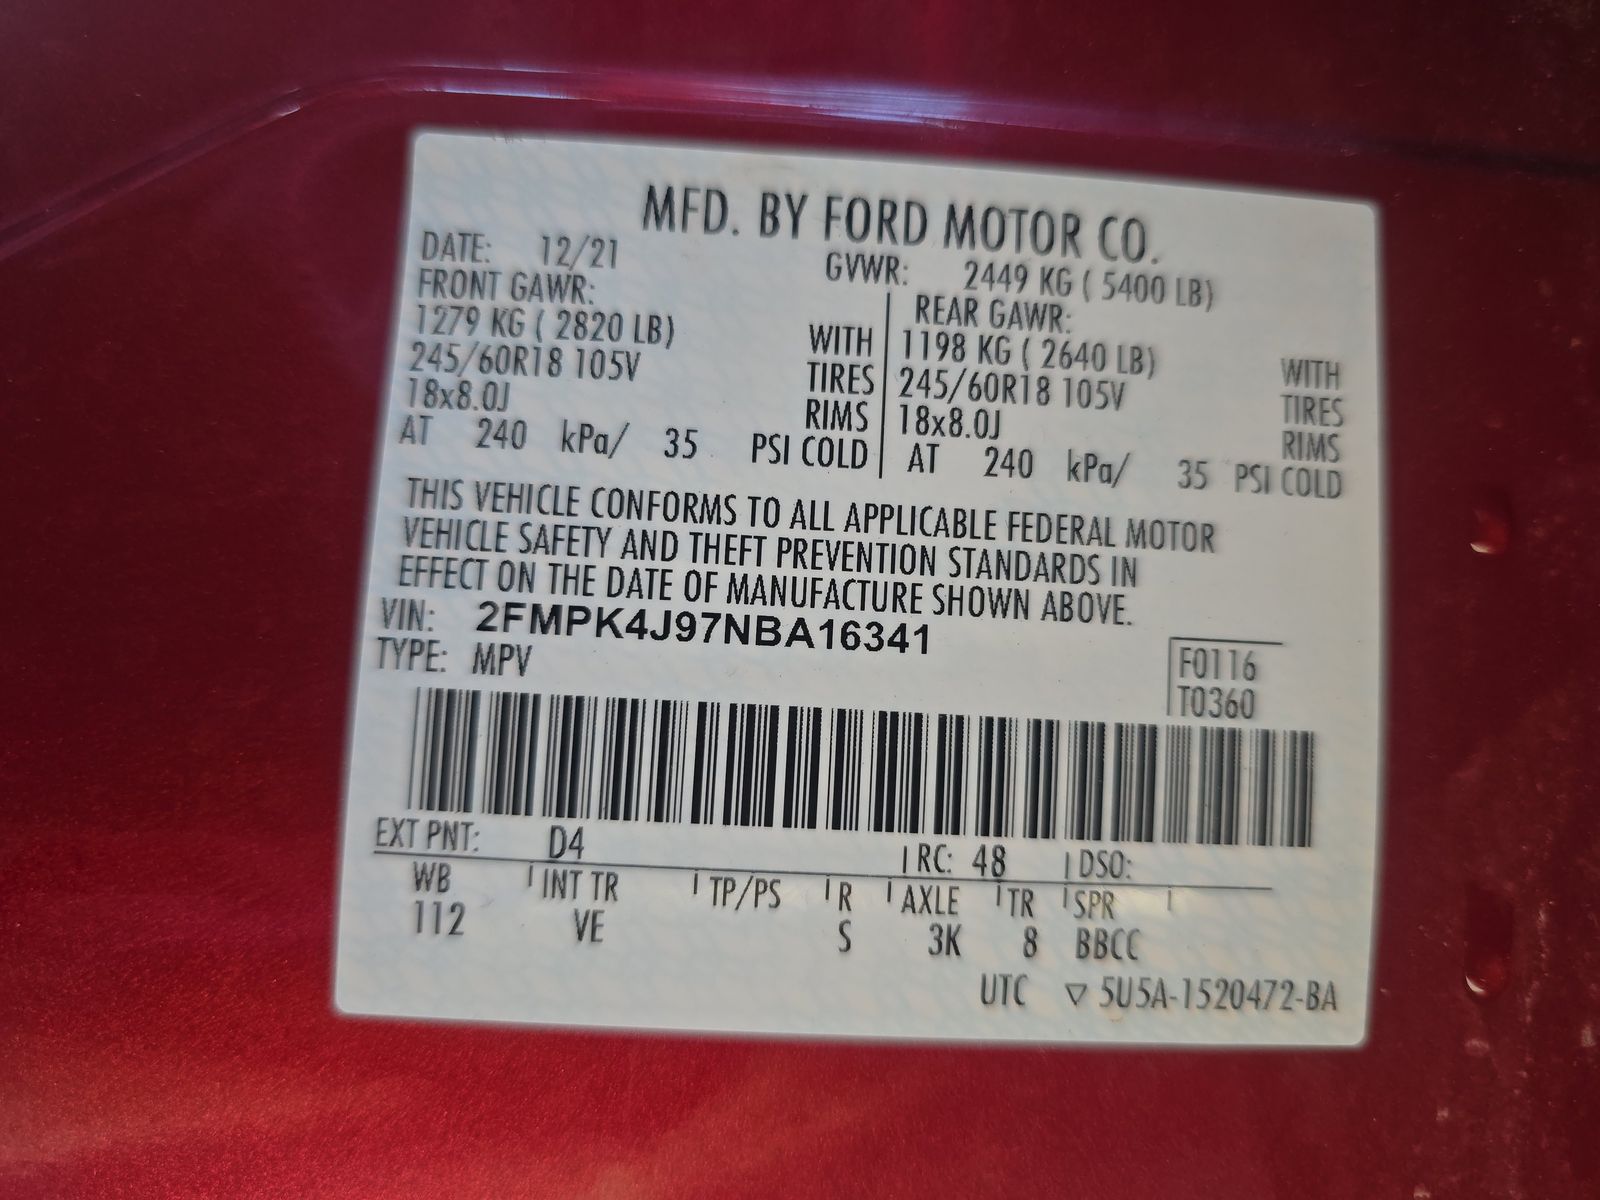 MFD. BY FORD MOTOR CO.
DATE: 12/21 GVWR: 2449 KG ( 5400 LB)
FRONT GAWR: REAR GAWR:
1279 KG ( 2820 LB) WITH 1198 KG ( 2640 LB) WITH
245/60R18 105V TIRES 245/60R18 105V TIRES
18x8.0J RIMS 18x8.0J RIMS
AT 240 kPa/ 35 PSI COLD AT 240 kPa/ 35 PSI COLD
THIS VEHICLE CONFORMS TO ALL APPLICABLE FEDERAL MOTOR
VEHICLE SAFETY AND THEFT PREVENTION STANDARDS IN
EFFECT ON THE DATE OF MANUFACTURE SHOWN ABOVE.
VIN: 2FMPK4J97NBA16341
TYPE: MPV
F0116
T0360
EXT PNT: D4 RC: 48 DSO:
WB INT TR TP/PS R AXLE TR SPR
112 VE S 3K 8 BBCC
UTC ▽ 5U5A-1520472-BA